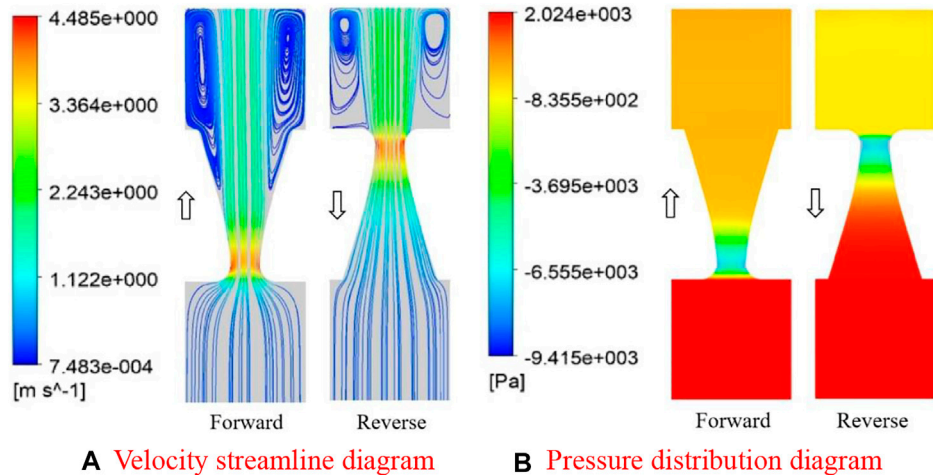 4.485e+000
3.364e+000
2.243e+000
1.122e+000
7.483e-004
[m s^-1]
Forward
Reverse
2.024e+003
-8.355e+002
-3.695e+003
-6.555e+003
-9.415e+003
[Pa]
Forward
Reverse
A Velocity streamline diagram
B Pressure distribution diagram